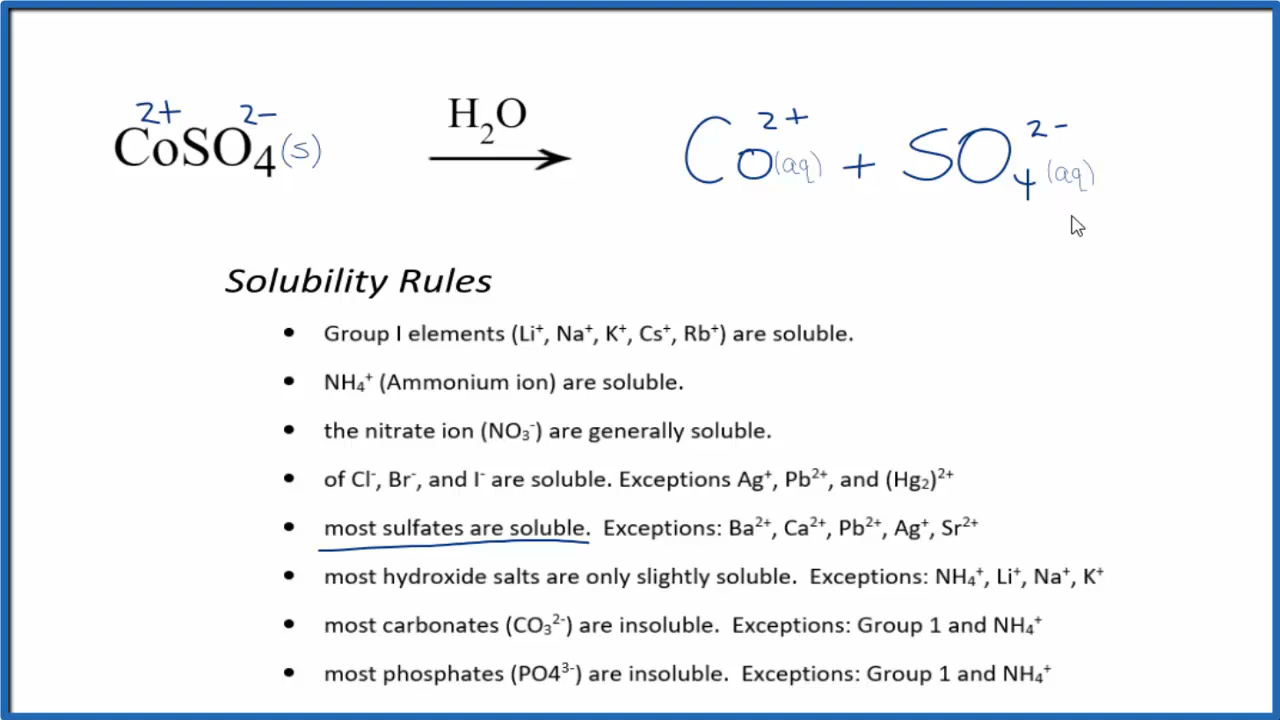 CoSO₄(s) 2+ 2- H₂O Co²⁺(aq) + SO₄²⁻(aq)
Solubility Rules
• Group I elements (Li⁺, Na⁺, K⁺, Cs⁺, Rb⁺) are soluble.
• NH₄⁺ (Ammonium ion) are soluble.
• the nitrate ion (NO₃⁻) are generally soluble.
• of Cl⁻, Br⁻, and I⁻ are soluble. Exceptions Ag⁺, Pb²⁺, and (Hg₂)²⁺
• most sulfates are soluble. Exceptions: Ba²⁺, Ca²⁺, Pb²⁺, Ag⁺, Sr²⁺
• most hydroxide salts are only slightly soluble. Exceptions: NH₄⁺, Li⁺, Na⁺, K⁺
• most carbonates (CO₃²⁻) are insoluble. Exceptions: Group 1 and NH₄⁺
• most phosphates (PO4³⁻) are insoluble. Exceptions: Group 1 and NH₄⁺